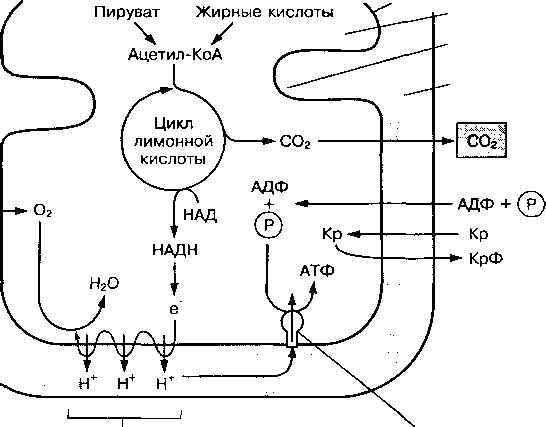 Пируват Жирные кислоты
Ацетил-КоА
Цикл
лимонной
кислоты
CO₂ CO₂
АДФ
+
P
АДФ + P
O₂
НАД
Кр Кр
НАДН
КрФ
АТФ
H₂O
e
H⁺ H⁺ H⁺